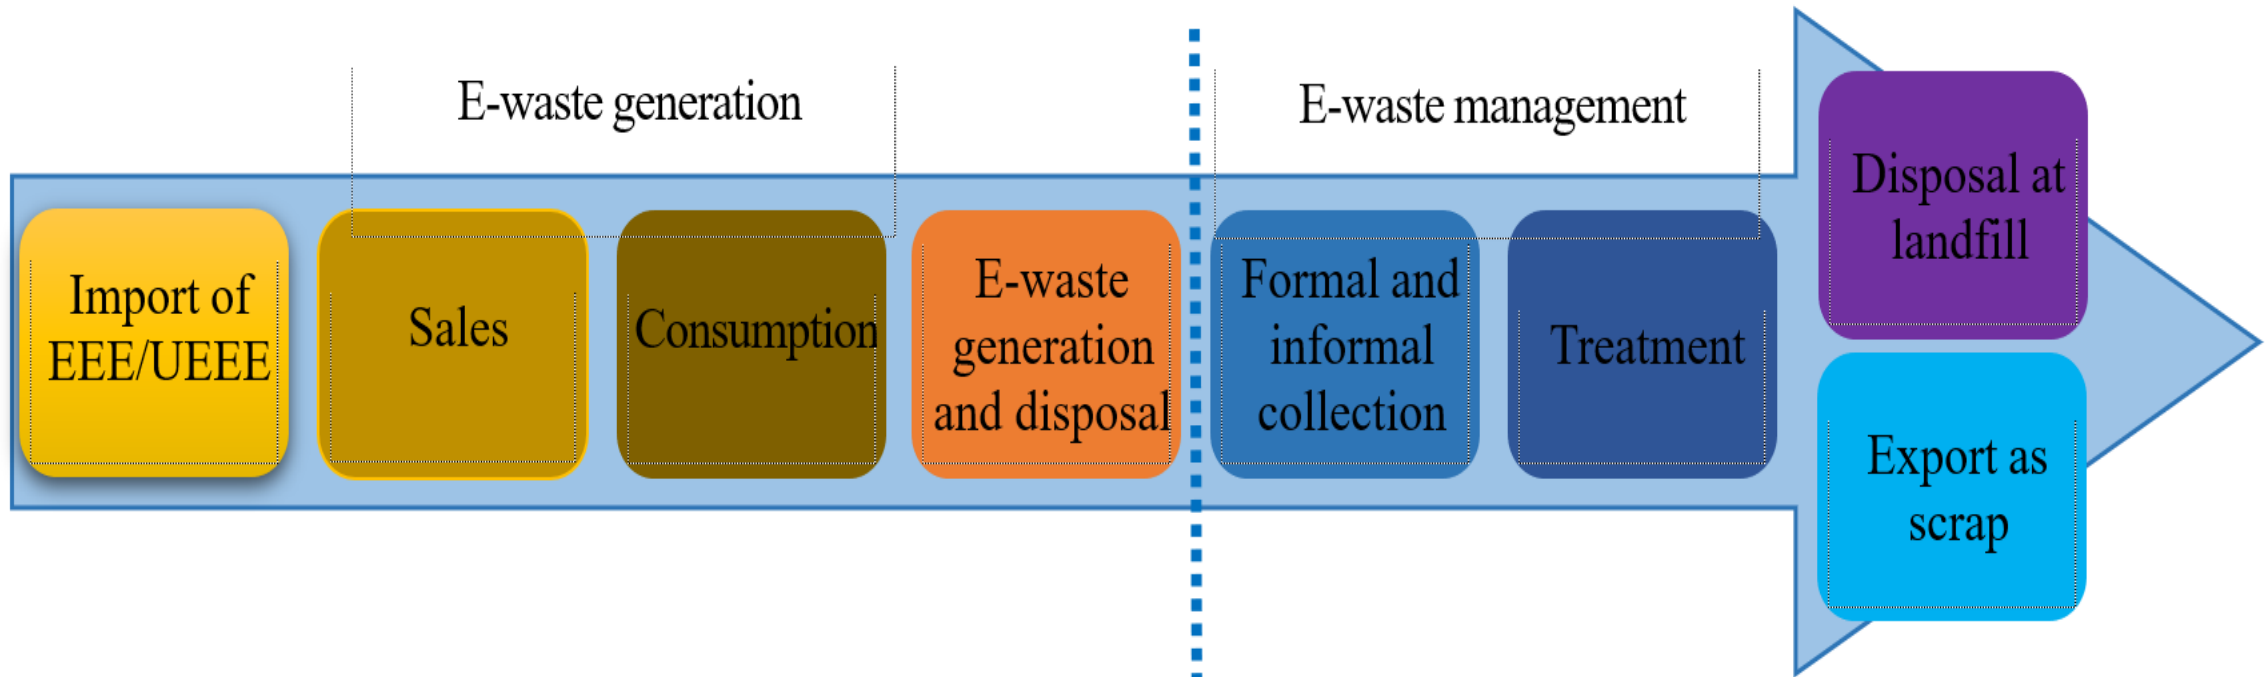 E-waste generation
E-waste management
Import of
EEE/UEEE
Sales
Consumption
E-waste
generation
and disposal
Formal and
informal
collection
Treatment
Disposal at
landfill
Export as
scrap